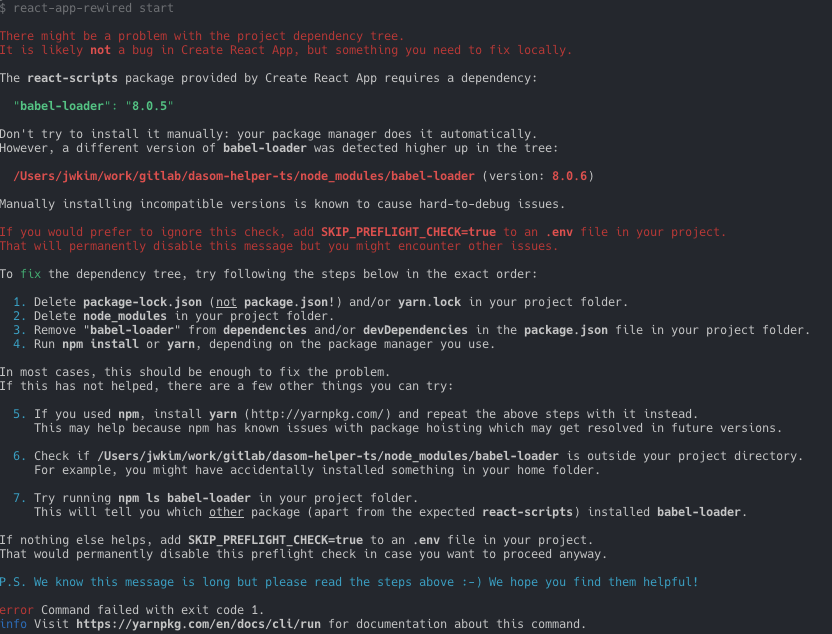 $ react-app-rewired start
There might be a problem with the project dependency tree.
It is likely not a bug in Create React App, but something you need to fix locally.
The react-scripts package provided by Create React App requires a dependency:
"babel-loader": "8.0.5"
Don't try to install it manually: your package manager does it automatically.
However, a different version of babel-loader was detected higher up in the tree:
/Users/jwkim/work/gitlab/dasom-helper-ts/node_modules/babel-loader (version: 8.0.6)
Manually installing incompatible versions is known to cause hard-to-debug issues.
If you would prefer to ignore this check, add SKIP_PREFLIGHT_CHECK=true to an .env file in your project.
That will permanently disable this message but you might encounter other issues.
To fix the dependency tree, try following the steps below in the exact order:
1. Delete package-lock.json (not package.json!) and/or yarn.lock in your project folder.
2. Delete node_modules in your project folder.
3. Remove "babel-loader" from dependencies and/or devDependencies in the package.json file in your project folder.
4. Run npm install or yarn, depending on the package manager you use.
In most cases, this should be enough to fix the problem.
If this has not helped, there are a few other things you can try:
5. If you used npm, install yarn (http://yarnpkg.com/) and repeat the above steps with it instead.
This may help because npm has known issues with package hoisting which may get resolved in future versions.
6. Check if /Users/jwkim/work/gitlab/dasom-helper-ts/node_modules/babel-loader is outside your project directory.
For example, you might have accidentally installed something in your home folder.
7. Try running npm ls babel-loader in your project folder.
This will tell you which other package (apart from the expected react-scripts) installed babel-loader.
If nothing else helps, add SKIP_PREFLIGHT_CHECK=true to an .env file in your project.
That would permanently disable this preflight check in case you want to proceed anyway.
P.S. We know this message is long but please read the steps above :-) We hope you find them helpful!
error Command failed with exit code 1.
info Visit https://yarnpkg.com/en/docs/cli/run for documentation about this command.